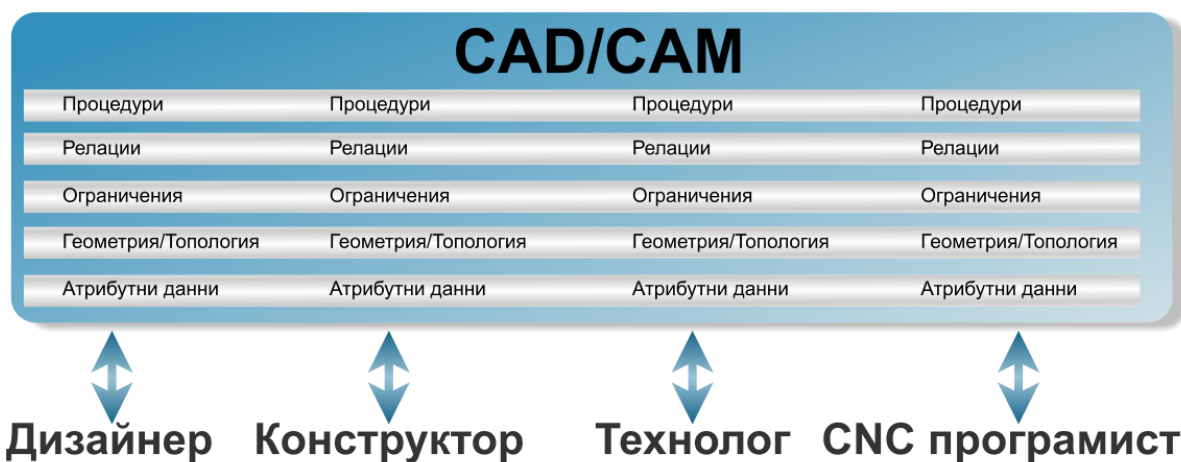 CAD/CAM
Процедури Процедури Процедури Процедури
Релации Релации Релации Релации
Ограничения Ограничения Ограничения Ограничения
Геометрия/Топология Геометрия/Топология Геометрия/Топология Геометрия/Топология
Атрибутни данни Атрибутни данни Атрибутни данни Атрибутни данни
Дизайнер Конструктор Технолог CNC програмист